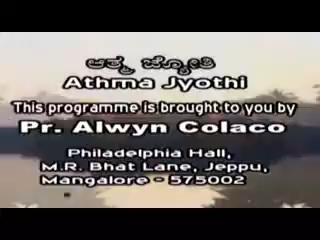 ಆತ್ಮ ಜ್ಯೋತಿ
Athma Jyothi
This programme is brought to you by
Pr. Alwyn Colaco
Philadelphia Hall,
M.R. Bhat Lane, Jeppu,
Mangalore - 575002